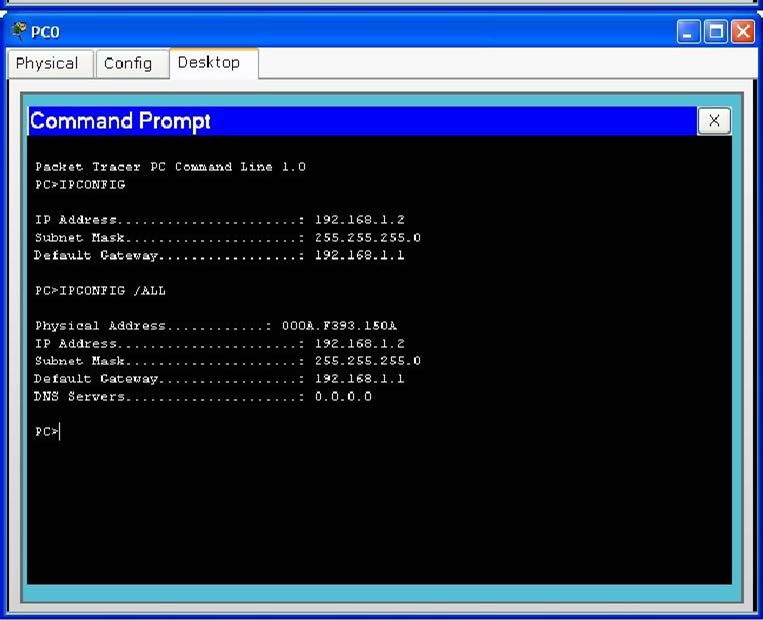 PC0
Physical Config Desktop
Command Prompt X
Packet Tracer PC Command Line 1.0
PC>IPCONFIG
IP Address......................: 192.168.1.2
Subnet Mask.....................: 255.255.255.0
Default Gateway.................: 192.168.1.1
PC>IPCONFIG /ALL
Physical Address............: 000A.F393.150A
IP Address......................: 192.168.1.2
Subnet Mask.....................: 255.255.255.0
Default Gateway.................: 192.168.1.1
DNS Servers.....................: 0.0.0.0
PC>